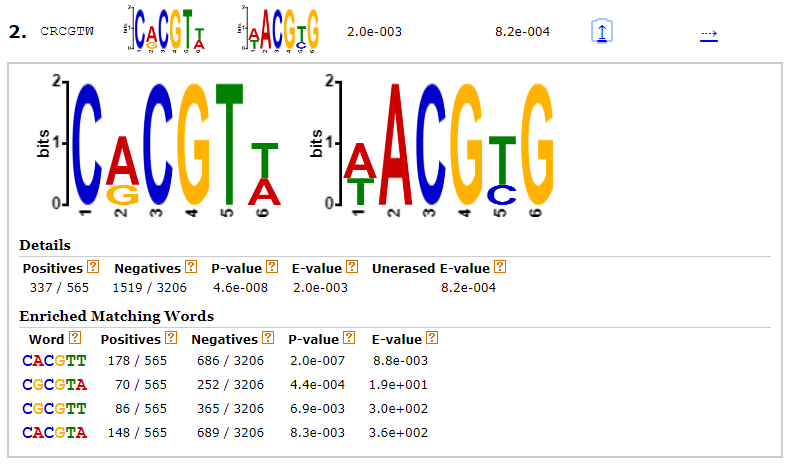 2. CRCGTW CACGTT AACGTG 2.0e-003 8.2e-004
2 bits 1 0 CACGTT G A 1 2 3 4 5 6
2 bits 1 0 AACGTG T C 1 2 3 4 5 6
Details
Positives ? Negatives ? P-value ? E-value ? Unerased E-value ?
337 / 565 1519 / 3206 4.6e-008 2.0e-003 8.2e-004
Enriched Matching Words
Word ? Positives ? Negatives ? P-value ? E-value ?
CACGTT 178 / 565 686 / 3206 2.0e-007 8.8e-003
CGCGTA 70 / 565 252 / 3206 4.4e-004 1.9e+001
CGCGTT 86 / 565 365 / 3206 6.9e-003 3.0e+002
CACGTA 148 / 565 689 / 3206 8.3e-003 3.6e+002